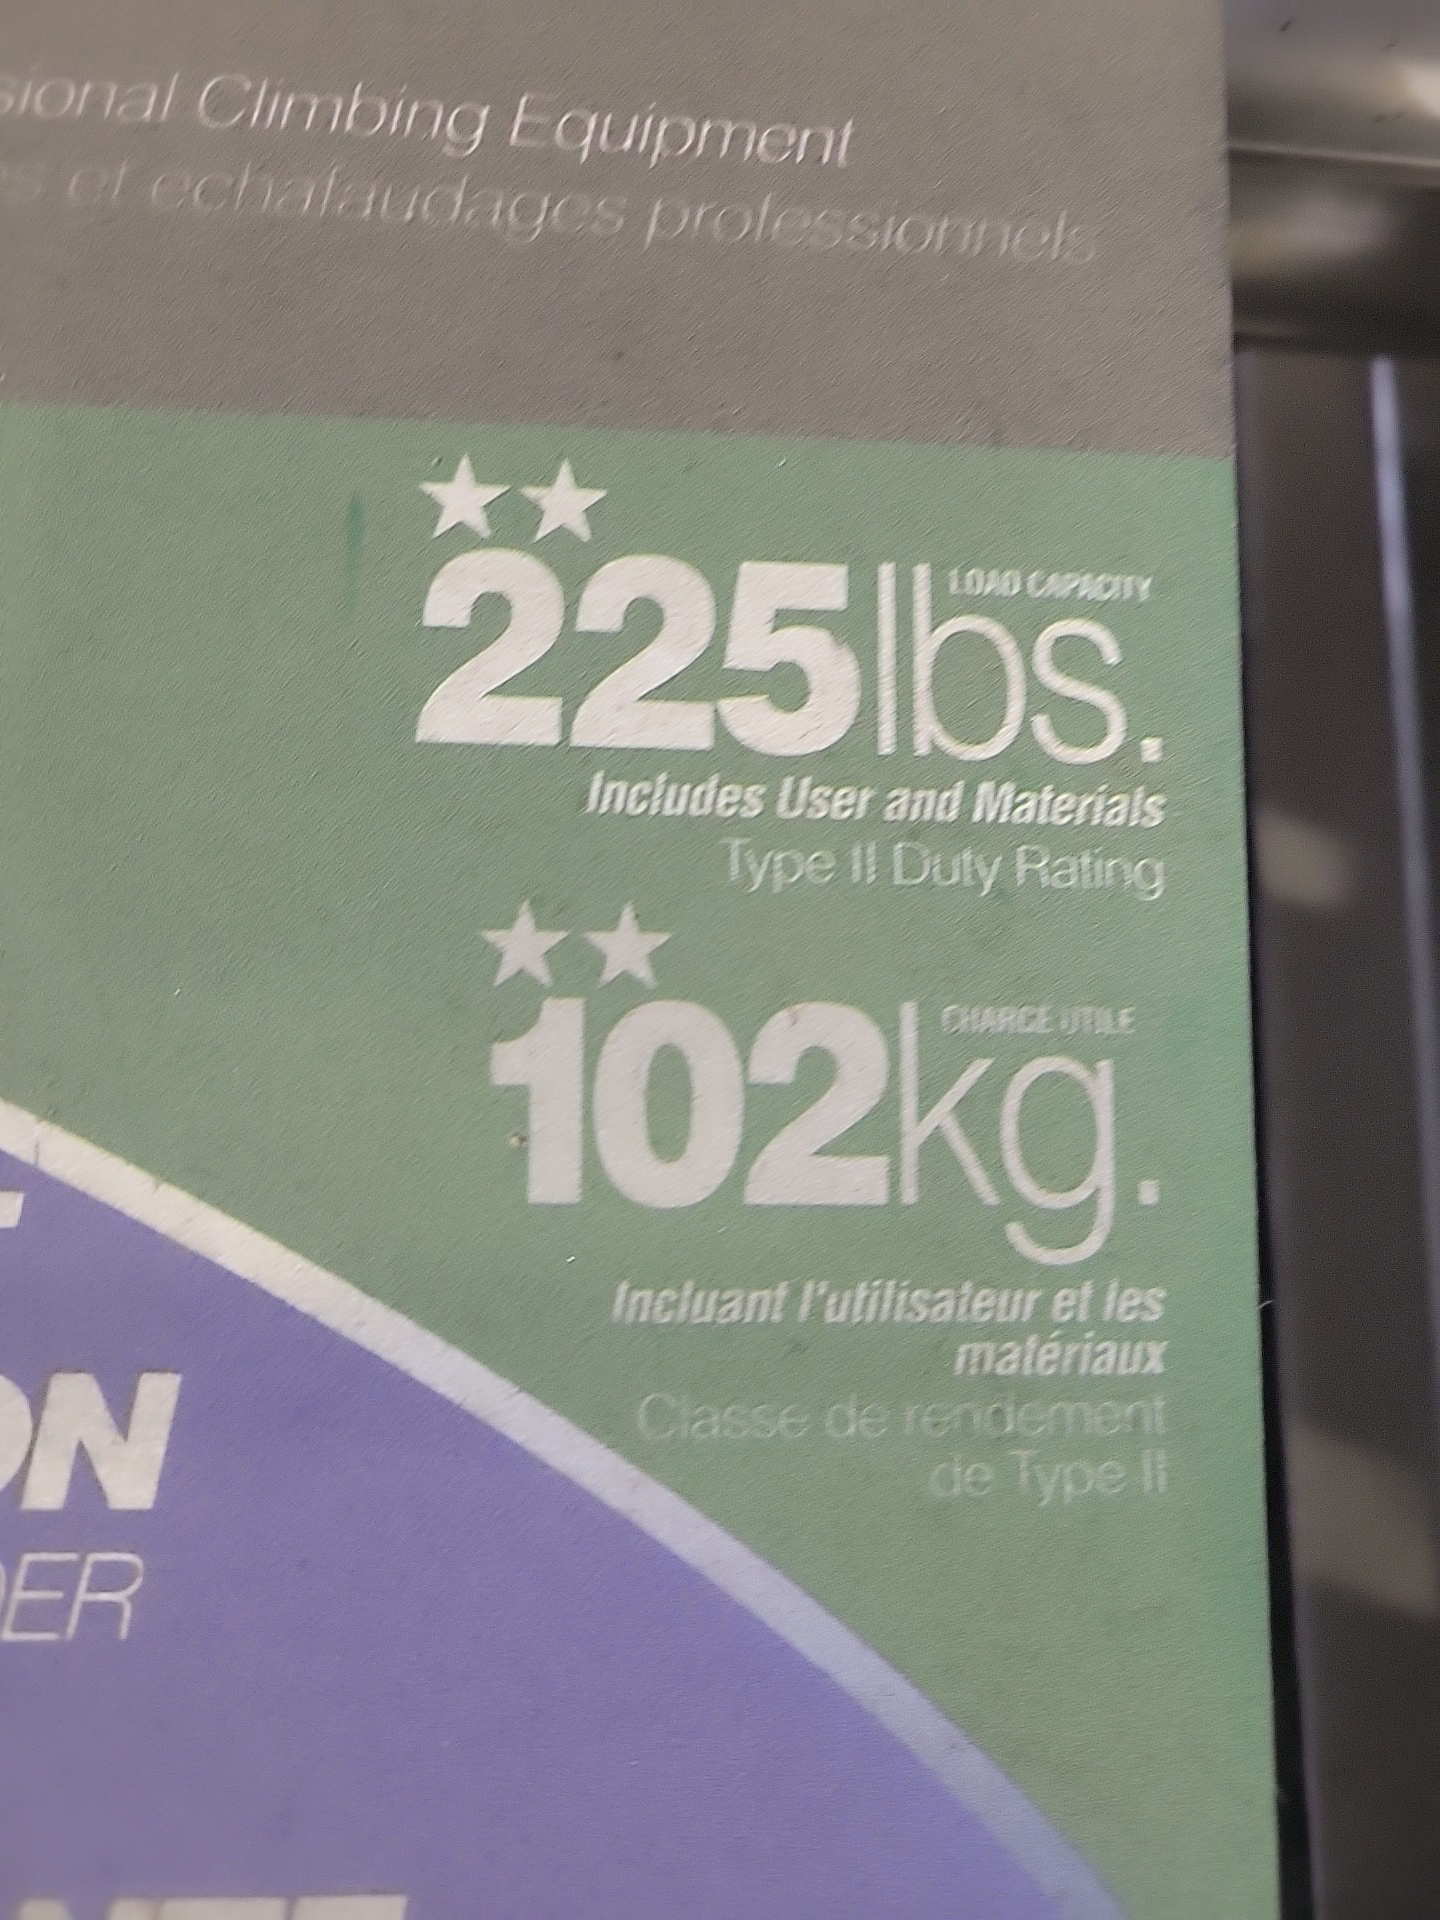 sional Climbing Equipment
es et echafaudages professionnels
225lbs.
LOAD CAPACITY
Includes User and Materials
Type II Duty Rating
102kg.
CHARGE UTILE
Incluant l'utilisateur et les
matériaux
Classe de rendement
de Type II
ON
DER